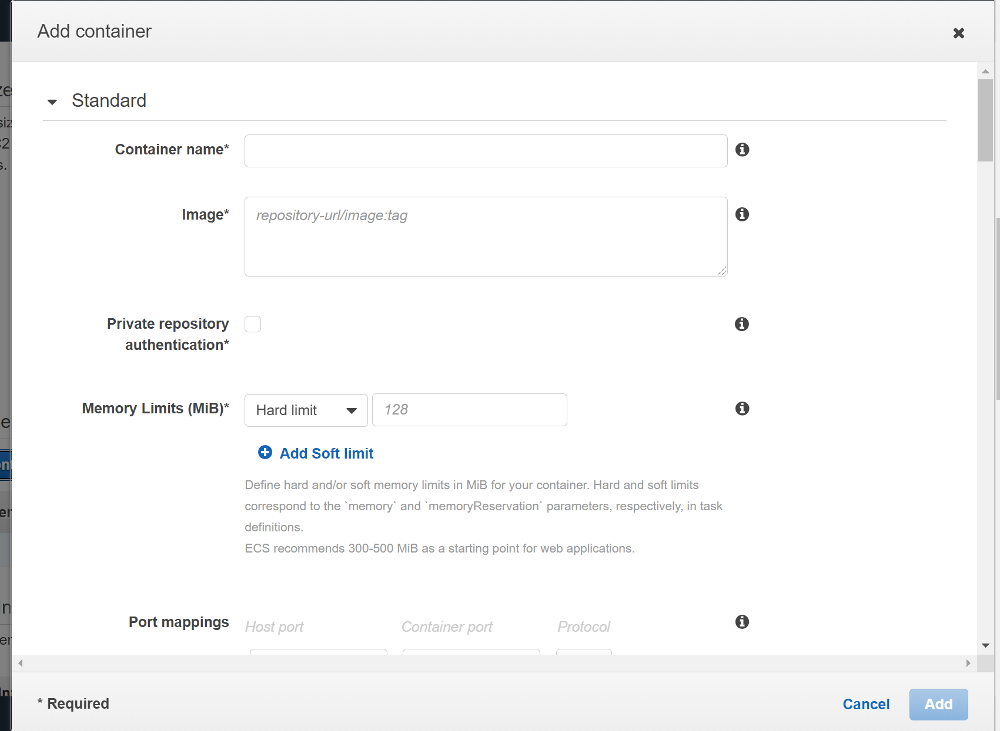 Add container
Standard
Container name*
Image*
repository-url/image:tag
Private repository
authentication*
Memory Limits (MiB)*
Hard limit
128
Add Soft limit
Define hard and/or soft memory limits in MiB for your container. Hard and soft limits
correspond to the `memory` and `memoryReservation` parameters, respectively, in task
definitions.
ECS recommends 300-500 MiB as a starting point for web applications.
Port mappings
Host port
Container port
Protocol
* Required
Cancel
Add